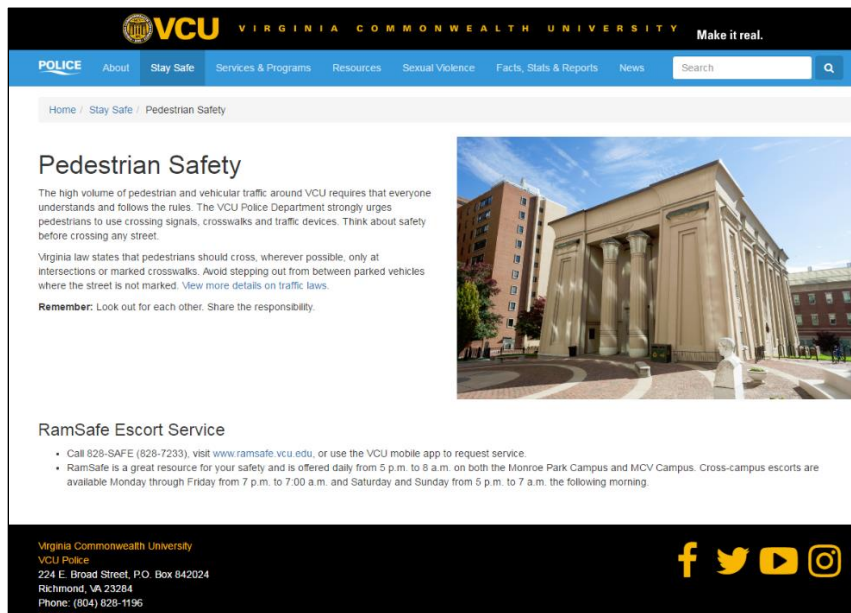 VCU VIRGINIA COMMONWEALTH UNIVERSITY Make it real.
POLICE About Stay Safe Services & Programs Resources Sexual Violence Facts, Stats & Reports News Search
Home / Stay Safe / Pedestrian Safety
Pedestrian Safety
The high volume of pedestrian and vehicular traffic around VCU requires that everyone
understands and follows the rules. The VCU Police Department strongly urges
pedestrians to use crossing signals, crosswalks and traffic devices. Think about safety
before crossing any street.
Virginia law states that pedestrians should cross, wherever possible, only at
intersections or marked crosswalks. Avoid stepping out from between parked vehicles
where the street is not marked. View more details on traffic laws.
Remember: Look out for each other. Share the responsibility.
RamSafe Escort Service
• Call 828-SAFE (828-7233), visit www.ramsafe.vcu.edu, or use the VCU mobile app to request service.
• RamSafe is a great resource for your safety and is offered daily from 5 p.m. to 8 a.m. on both the Monroe Park Campus and MCV Campus. Cross-campus escorts are
available Monday through Friday from 7 p.m. to 7:00 a.m. and Saturday and Sunday from 5 p.m. to 7 a.m. the following morning.
Virginia Commonwealth University
VCU Police
224 E. Broad Street, P.O. Box 842024
Richmond, VA 23284
Phone: (804) 828-1196